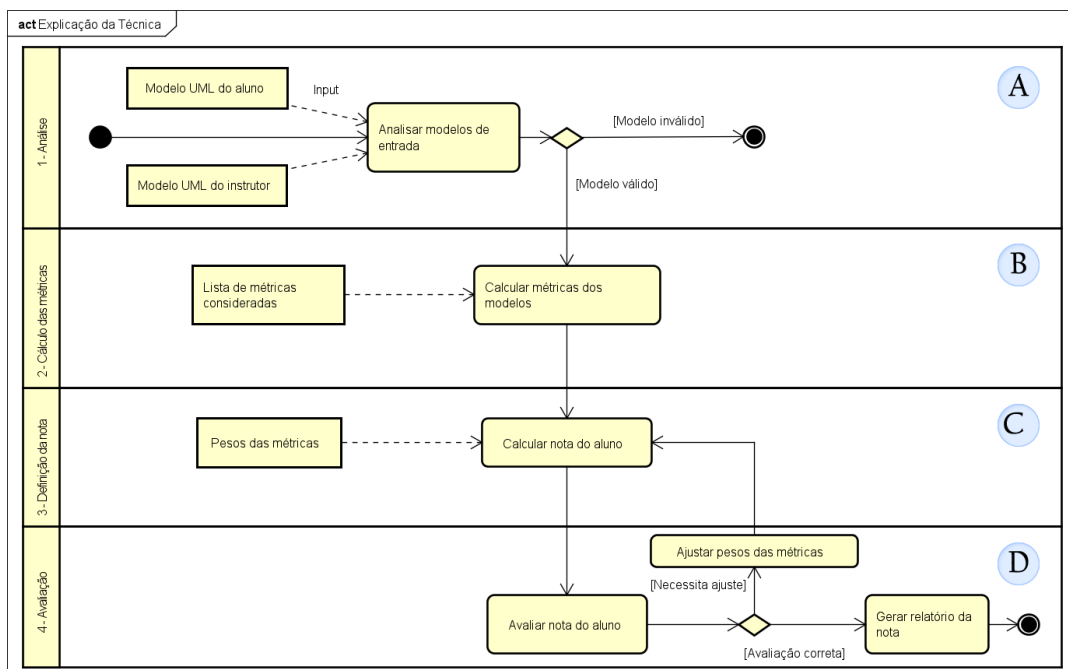 act Explicação da Técnica
1 - Análise
Modelo UML do aluno
Input
Analisar modelos de
entrada
[Modelo inválido]
A
Modelo UML do instrutor
[Modelo válido]
2 - Cálculo das métricas
Lista de métricas
consideradas
Calcular métricas dos
modelos
B
3 - Definição da nota
Pesos das métricas
Calcular nota do aluno
C
4 - Avaliação
Ajustar pesos das métricas
D
[Necessita ajuste]
Avaliar nota do aluno
Gerar relatório da
nota
[Avaliação correta]